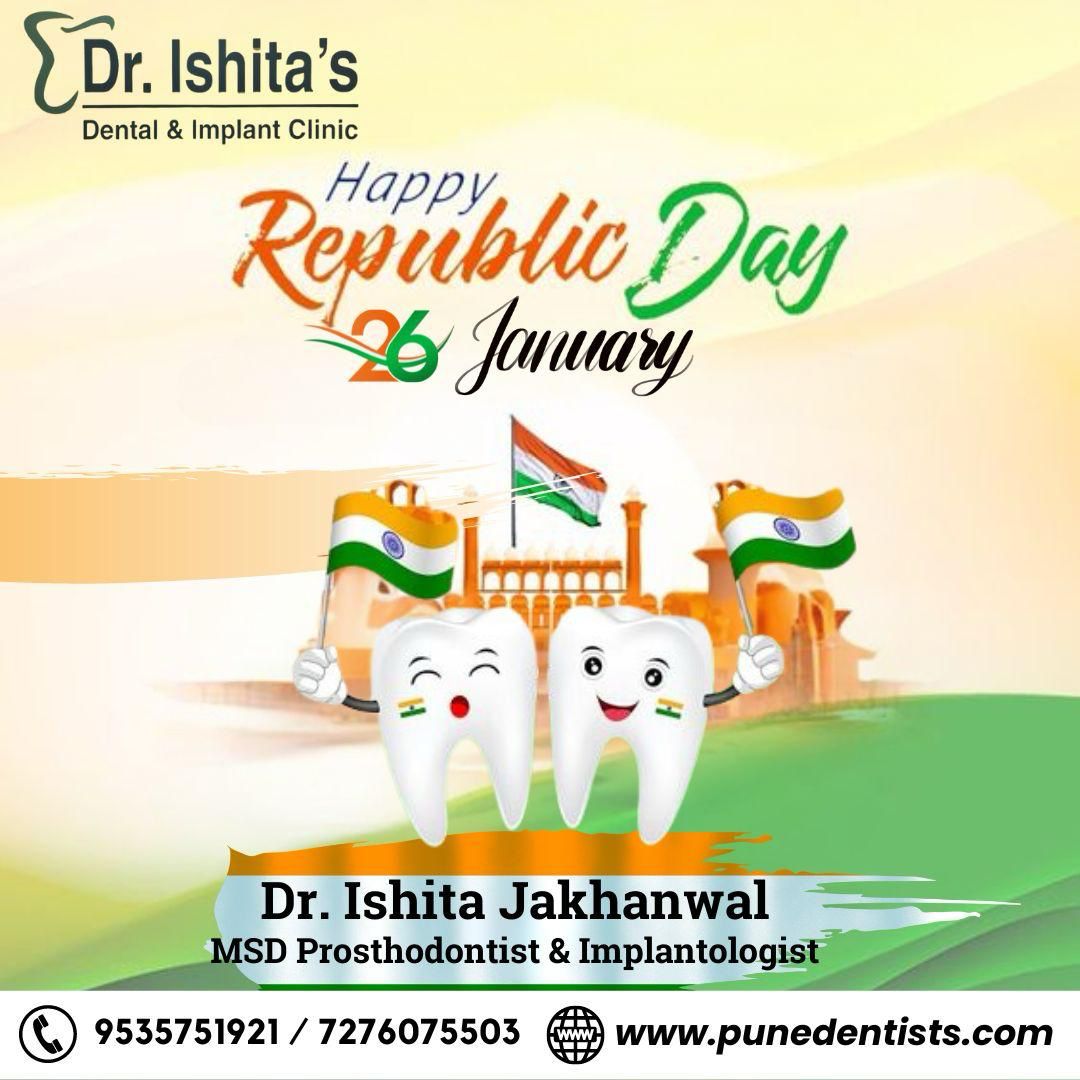 Dr. Ishita's
Dental & Implant Clinic
Happy
Republic Day
26 January
Dr. Ishita Jakhanwal
MSD Prosthodontist & Implantologist
9535751921 / 7276075503
www
www.punedentists.com